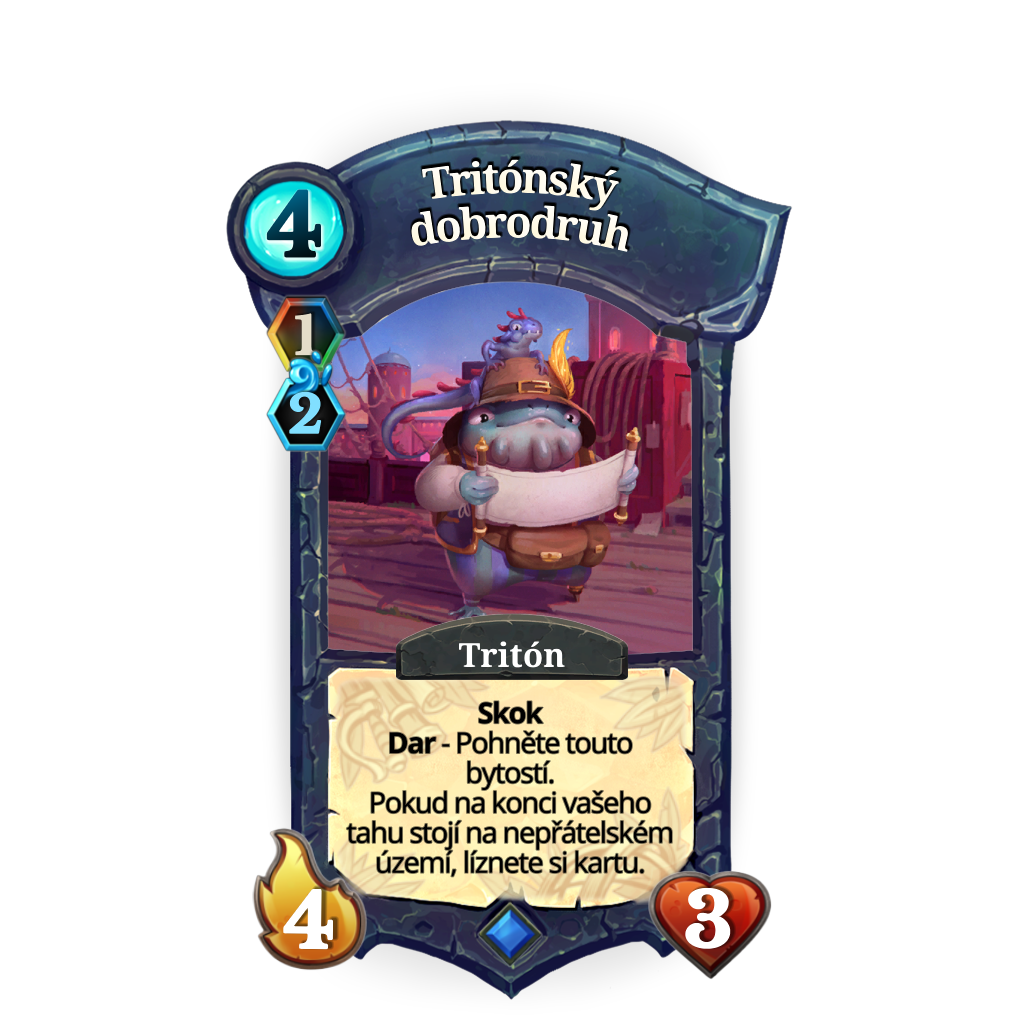 Tritónský
dobrodruh
4
1
2
Tritón
Skok
Dar - Pohněte touto
bytostí.
Pokud na konci vašeho
tahu stojí na nepřátelském
území, líznete si kartu.
4
3